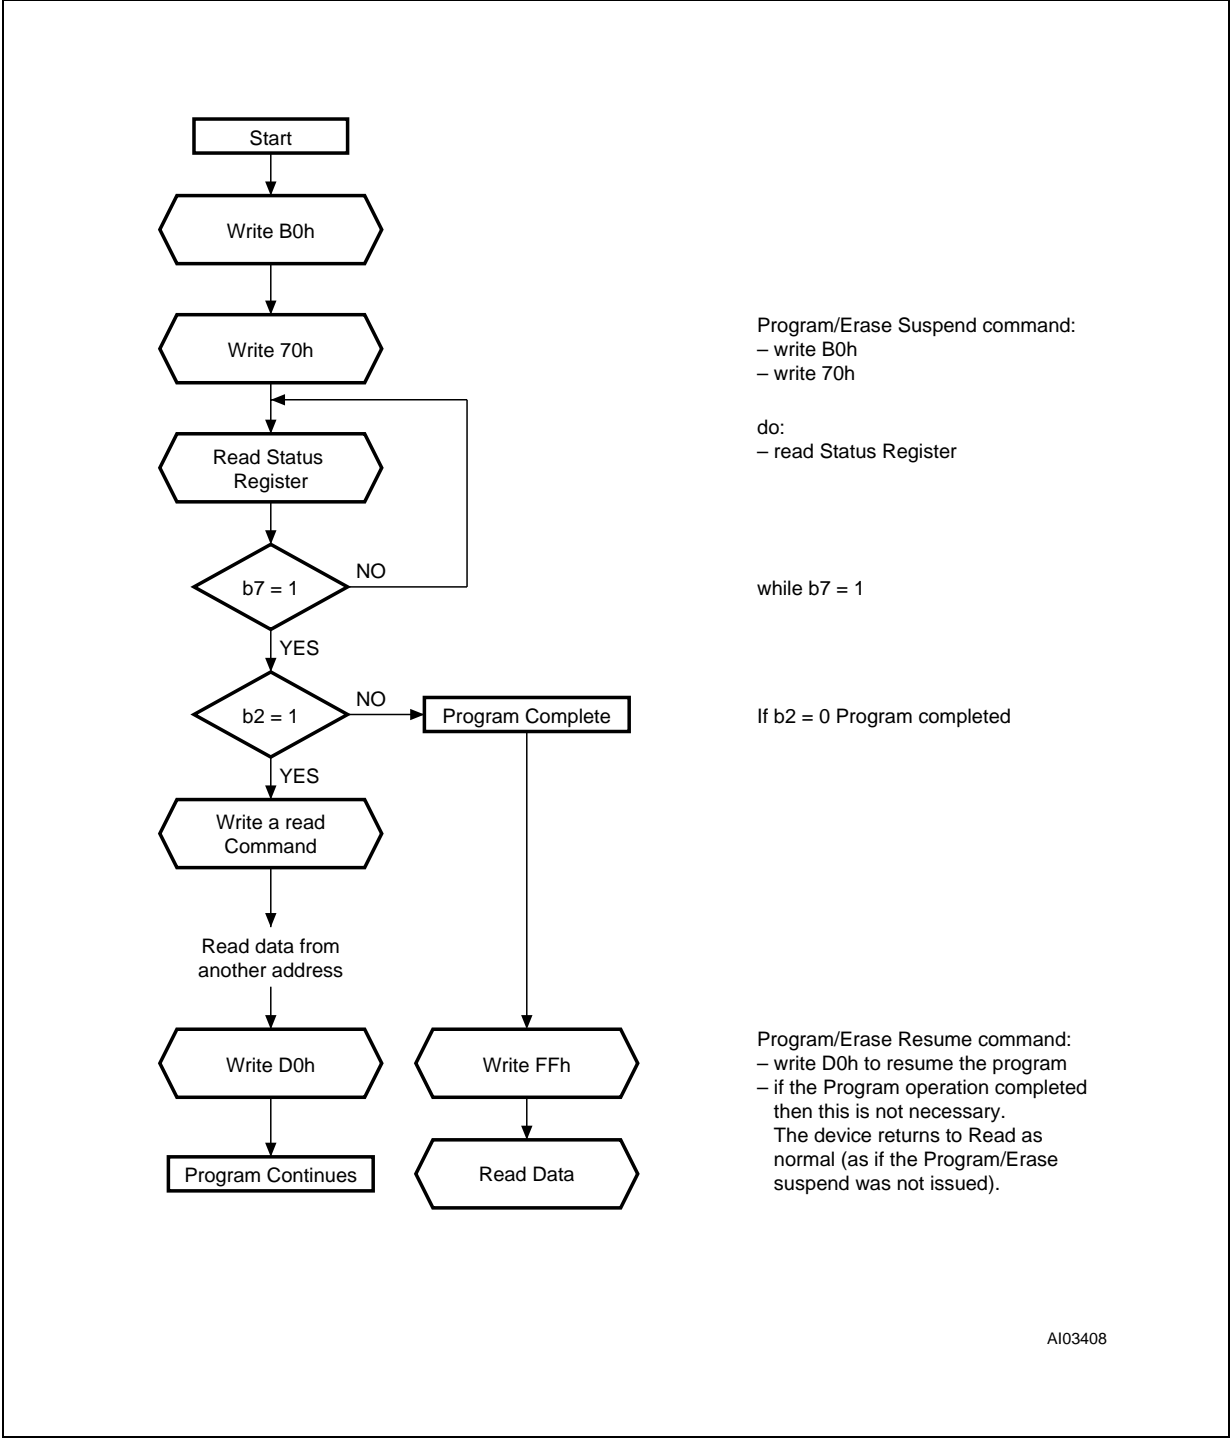 Start
Write B0h
Write 70h
Program/Erase Suspend command:
– write B0h
– write 70h
do:
– read Status Register
Read Status
Register
b7 = 1
NO
while b7 = 1
YES
b2 = 1
NO
Program Complete
If b2 = 0 Program completed
YES
Write a read
Command
Read data from
another address
Write D0h
Write FFh
Program/Erase Resume command:
– write D0h to resume the program
– if the Program operation completed
then this is not necessary.
The device returns to Read as
normal (as if the Program/Erase
suspend was not issued).
Program Continues
Read Data
AI03408